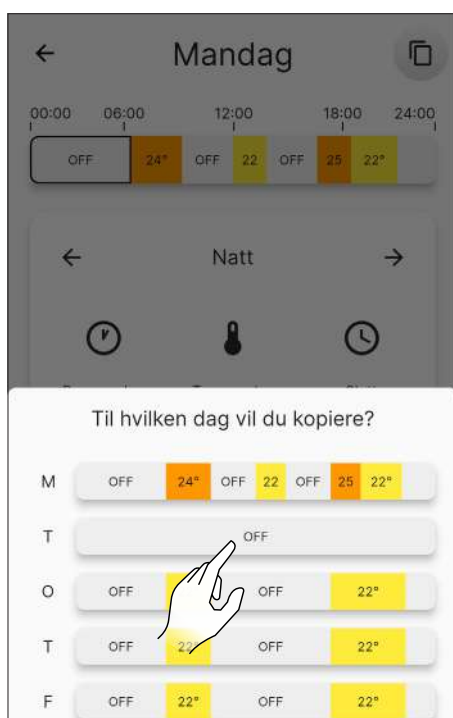 Mandag
00:00 06:00 12:00 18:00 24:00
OFF 24° OFF 22 OFF 25 22°
Natt
Til hvilken dag vil du kopiere?
M OFF 24° OFF 22 OFF 25 22°
T OFF
O OFF OFF 22°
T OFF 22° OFF 22°
F OFF 22° OFF 22°